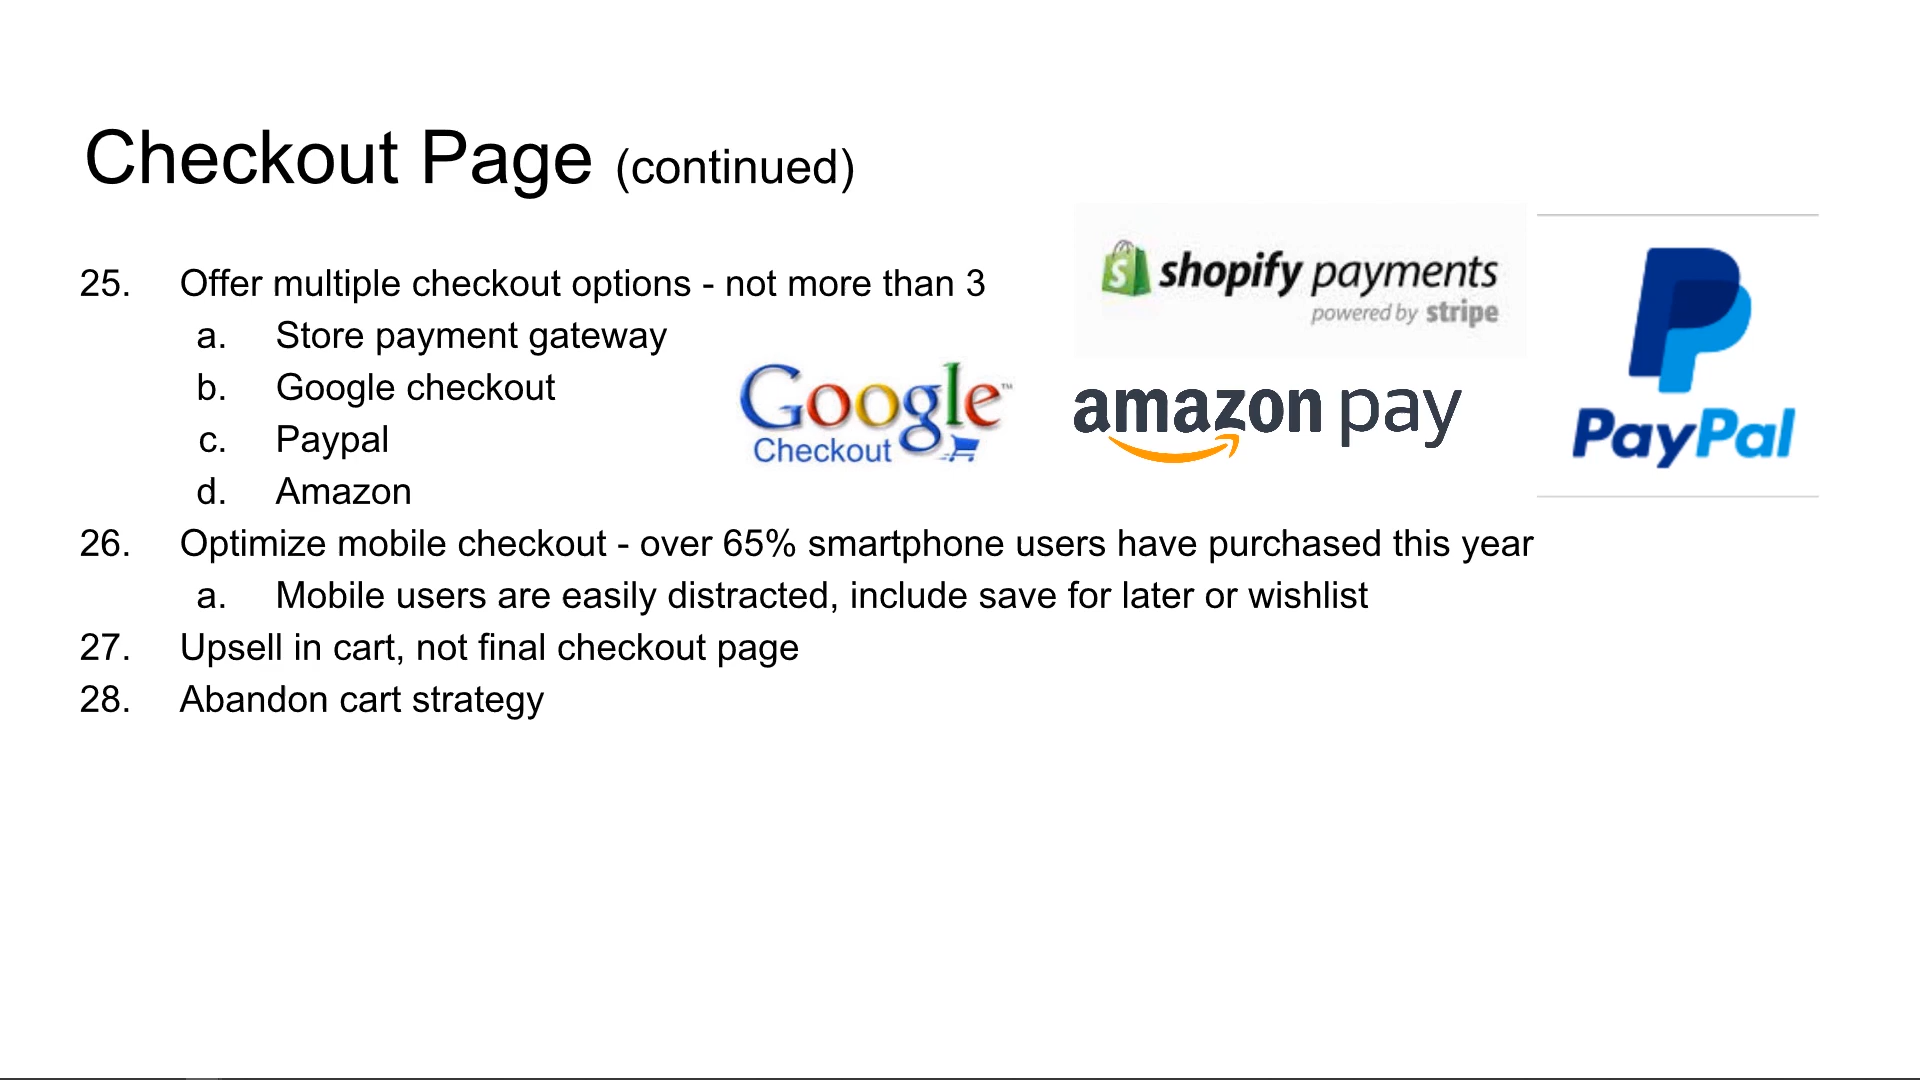 Checkout Page (continued)
25. Offer multiple checkout options - not more than 3
a. Store payment gateway
b. Google checkout
c. Paypal
d. Amazon
26. Optimize mobile checkout - over 65% smartphone users have purchased this year
a. Mobile users are easily distracted, include save for later or wishlist
27. Upsell in cart, not final checkout page
28. Abandon cart strategy
shopify payments
powered by stripe
Google™
Checkout
amazon pay
PayPal